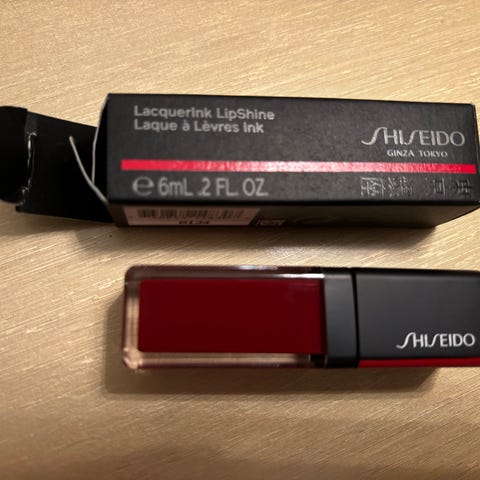 LacquerInk LipShine
Laque à Lèvres Ink
SHISEIDO
GINZA TOKYO
℮ 6mL .2 FL. OZ.
SHISEIDO